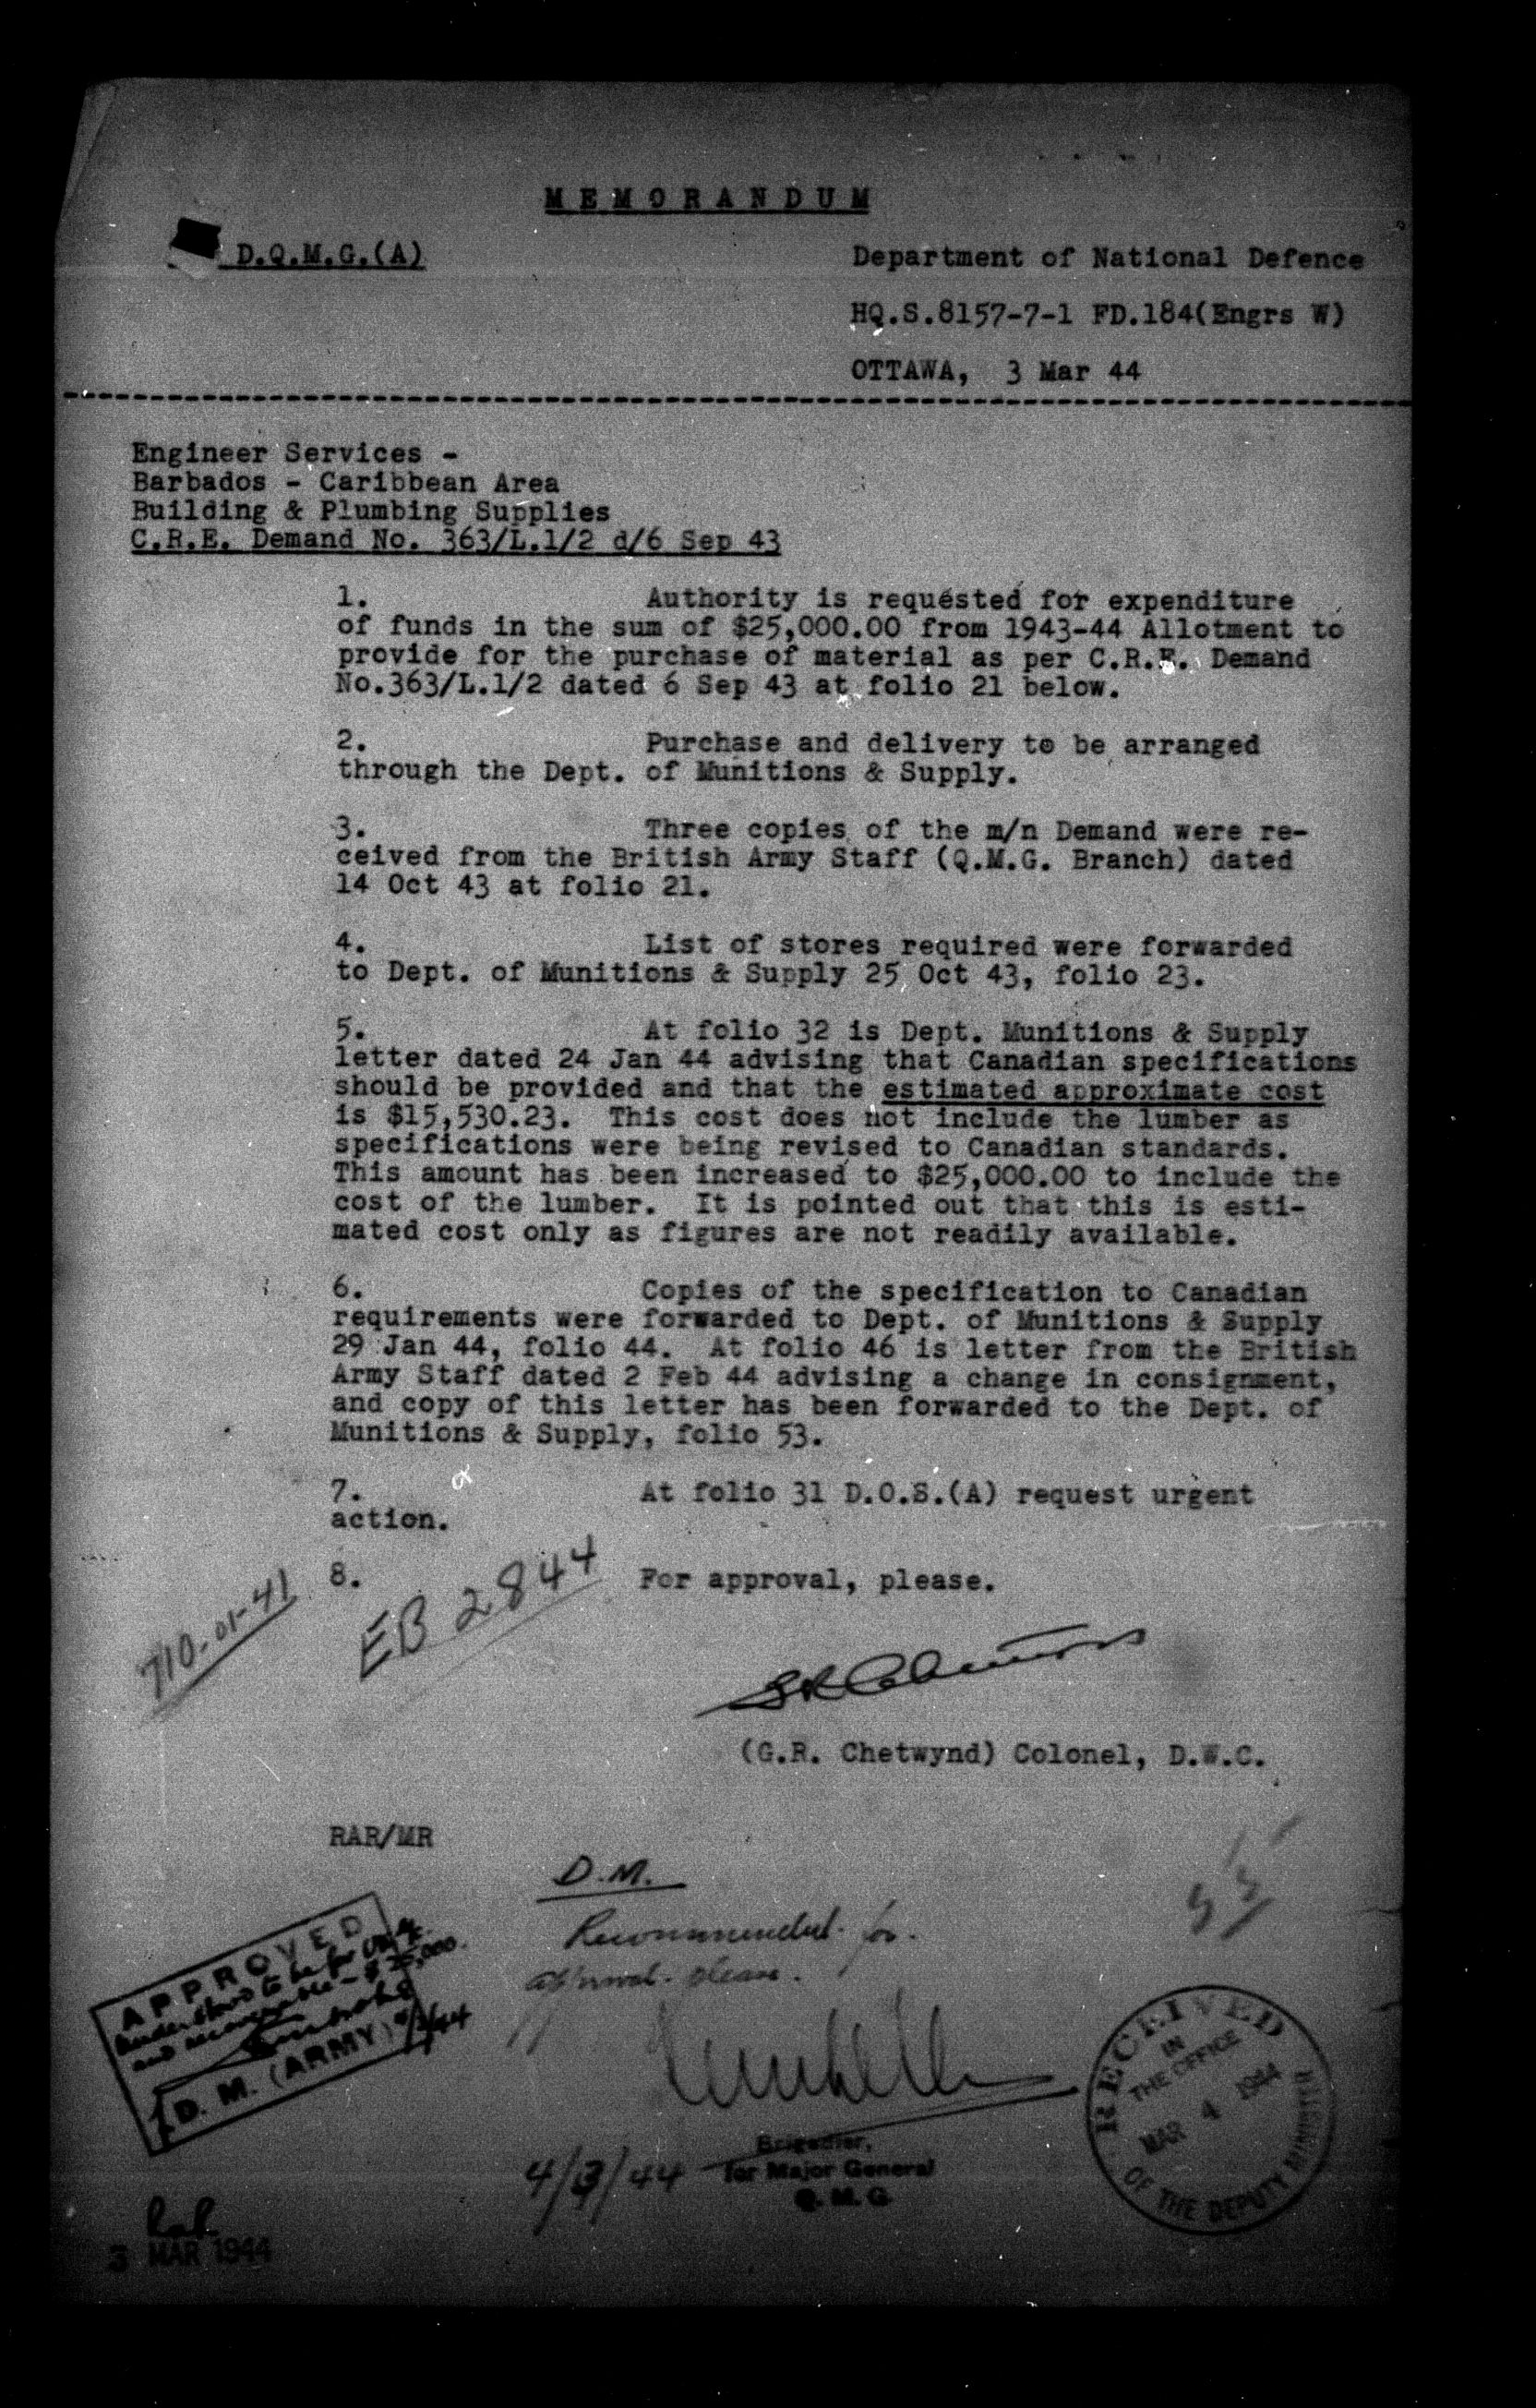 MEMORANDUM
D.Q.M.G.(A)
Department of National Defence
HQ.S.8157-7-1 FD.184(Engrs W)
OTTAWA, 3 Mar 44
Engineer Services -
Barbados - Caribbean Area
Building & Plumbing Supplies
C.R.E. Demand No. 363/L.1/2 d/6 Sep 43
1. Authority is requested for expenditure
of funds in the sum of $25,000.00 from 1943-44 Allotment to
provide for the purchase of material as per C.R.E. Demand
No.363/L.1/2 dated 6 Sep 43 at folio 21 below.
2. Purchase and delivery to be arranged
through the Dept. of Munitions & Supply.
3. Three copies of the m/n Demand were re-
ceived from the British Army Staff (Q.M.G. Branch) dated
14 Oct 43 at folio 21.
4. List of stores required were forwarded
to Dept. of Munitions & Supply 25 Oct 43, folio 23.
5. At folio 32 is Dept. Munitions & Supply
letter dated 24 Jan 44 advising that Canadian specifications
should be provided and that the estimated approximate cost
is $15,530.23. This cost does not include the lumber as
specifications were being revised to Canadian standards.
This amount has been increased to $25,000.00 to include the
cost of the lumber. It is pointed out that this is esti-
mated cost only as figures are not readily available.
6. Copies of the specification to Canadian
requirements were forwarded to Dept. of Munitions & Supply
29 Jan 44, folio 44. At folio 46 is letter from the British
Army Staff dated 2 Feb 44 advising a change in consignment,
and copy of this letter has been forwarded to the Dept. of
Munitions & Supply, folio 53.
7. At folio 31 D.O.S.(A) request urgent
action.
8. For approval, please.
710-01-41
EB 2844
(G.R. Chetwynd) Colonel, D.W.C.
RAR/MR
D.M.
Recommended for
approval please.
55
APPROVED
Understood to be for
and recoverable - $25,000.
D. M. (ARMY) 4/3/44
RECEIVED
IN
THE OFFICE
MAR 4 1944
OF THE DEPUTY MINISTER
4/3/44
Brigadier,
for Major General
Q. M. G.
3 MAR 1944